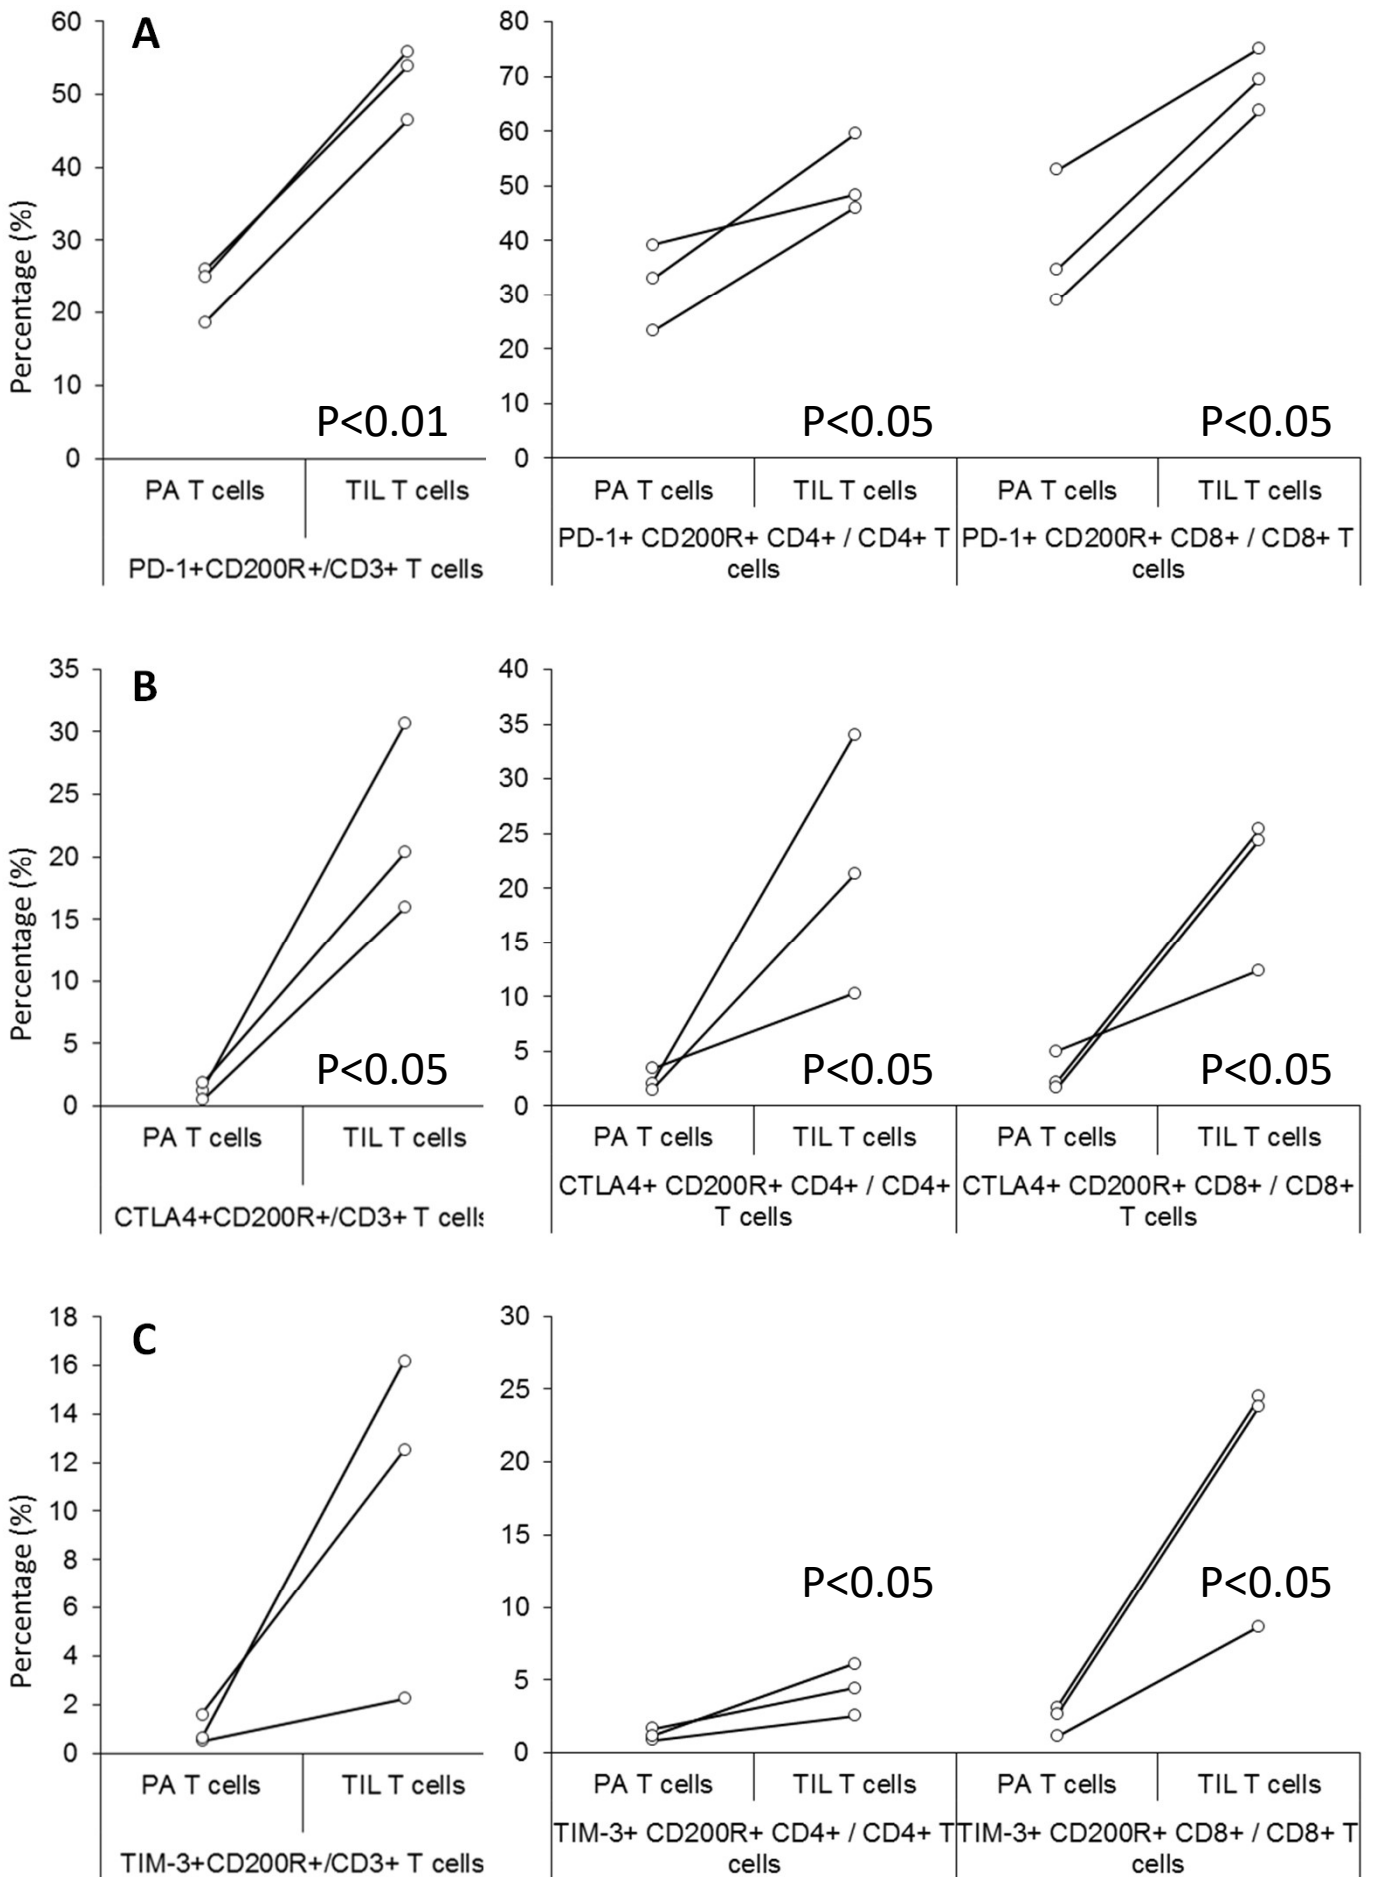 A
Percentage (%)
60
50
40
30
20
10
0
P<0.01
PA T cells
TIL T cells
PD-1+CD200R+/CD3+ T cells
80
70
60
50
40
30
20
10
0
P<0.05
P<0.05
PA T cells
TIL T cells
PA T cells
TIL T cells
PD-1+ CD200R+ CD4+ / CD4+ T
cells
PD-1+ CD200R+ CD8+ / CD8+ T
cells
B
Percentage (%)
35
30
25
20
15
10
5
0
P<0.05
PA T cells
TIL T cells
CTLA4+CD200R+/CD3+ T cells
40
35
30
25
20
15
10
5
0
P<0.05
P<0.05
PA T cells
TIL T cells
PA T cells
TIL T cells
CTLA4+ CD200R+ CD4+ / CD4+
T cells
CTLA4+ CD200R+ CD8+ / CD8+
T cells
C
Percentage (%)
18
16
14
12
10
8
6
4
2
0
PA T cells
TIL T cells
TIM-3+CD200R+/CD3+ T cells
30
25
20
15
10
5
0
P<0.05
P<0.05
PA T cells
TIL T cells
PA T cells
TIL T cells
TIM-3+ CD200R+ CD4+ / CD4+ T
cells
TIM-3+ CD200R+ CD8+ / CD8+ T
cells